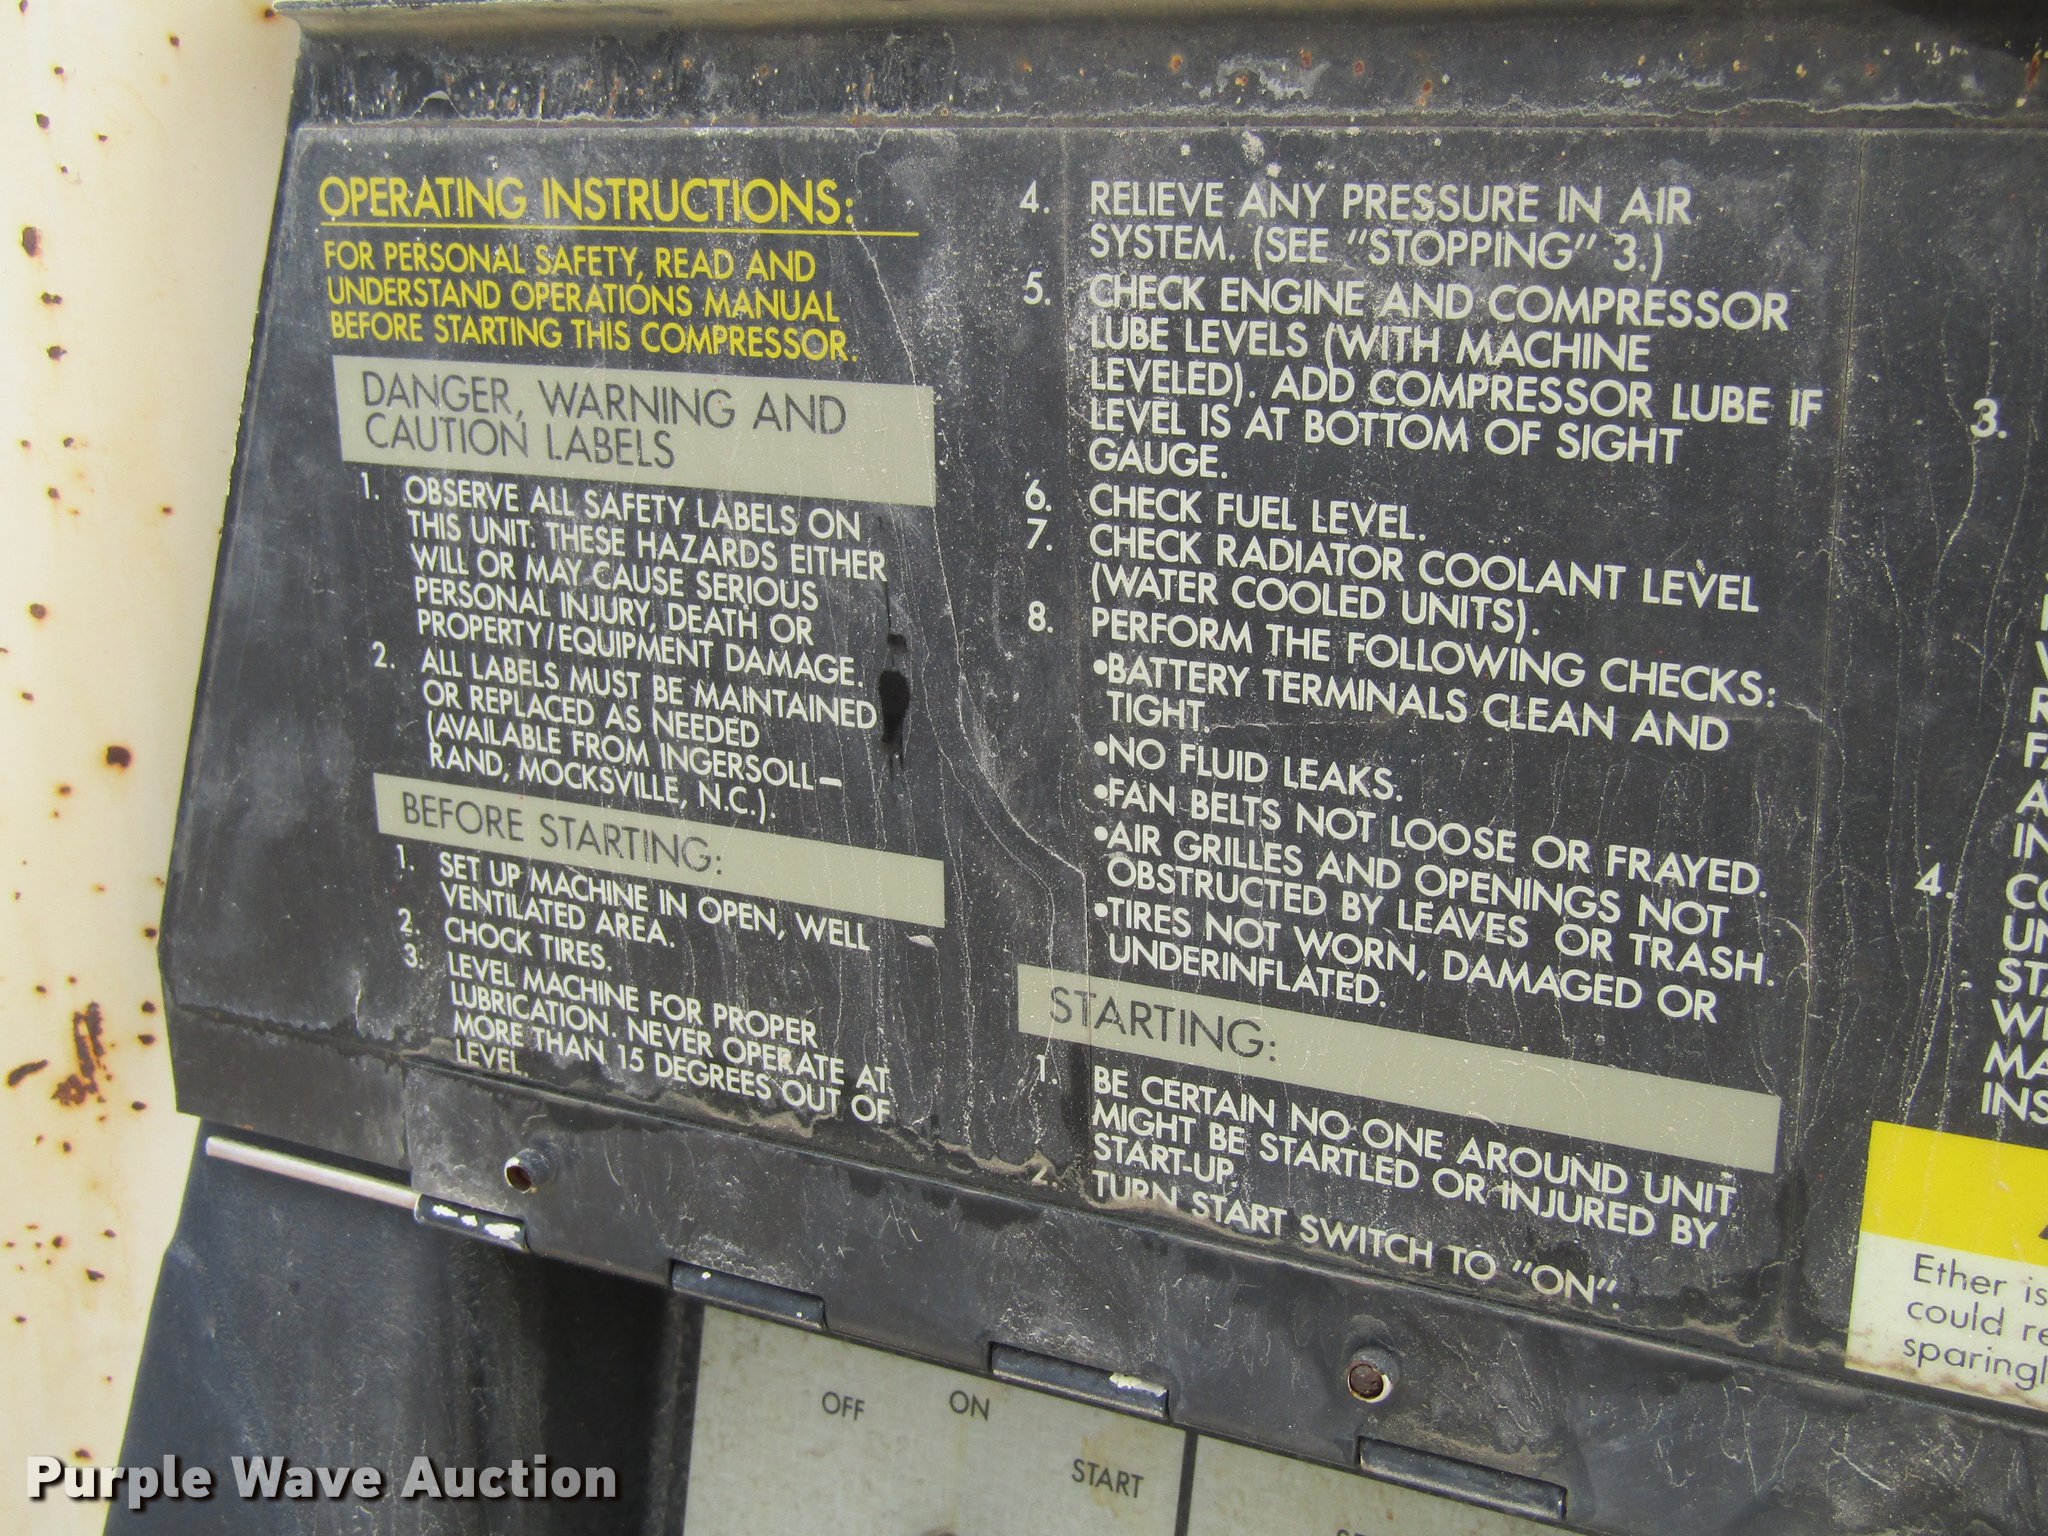 OPERATING INSTRUCTIONS:
FOR PERSONAL SAFETY, READ AND
UNDERSTAND OPERATIONS MANUAL
BEFORE STARTING THIS COMPRESSOR.
DANGER, WARNING AND
CAUTION LABELS
1. OBSERVE ALL SAFETY LABELS ON
THIS UNIT. THESE HAZARDS EITHER
WILL OR MAY CAUSE SERIOUS
PERSONAL INJURY, DEATH OR
PROPERTY/EQUIPMENT DAMAGE.
2. ALL LABELS MUST BE MAINTAINED
OR REPLACED AS NEEDED
(AVAILABLE FROM INGERSOLL-
RAND, MOCKSVILLE, N.C.).
BEFORE STARTING:
1. SET UP MACHINE IN OPEN, WELL
VENTILATED AREA.
2. CHOCK TIRES.
3. LEVEL MACHINE FOR PROPER
LUBRICATION. NEVER OPERATE AT
MORE THAN 15 DEGREES OUT OF
LEVEL.
4. RELIEVE ANY PRESSURE IN AIR
SYSTEM. (SEE "STOPPING" 3.)
5. CHECK ENGINE AND COMPRESSOR
LUBE LEVELS (WITH MACHINE
LEVELED). ADD COMPRESSOR LUBE IF
LEVEL IS AT BOTTOM OF SIGHT
GAUGE.
6. CHECK FUEL LEVEL.
7. CHECK RADIATOR COOLANT LEVEL
(WATER COOLED UNITS).
8. PERFORM THE FOLLOWING CHECKS:
•BATTERY TERMINALS CLEAN AND
TIGHT.
•NO FLUID LEAKS.
•FAN BELTS NOT LOOSE OR FRAYED.
•AIR GRILLES AND OPENINGS NOT
OBSTRUCTED BY LEAVES OR TRASH.
•TIRES NOT WORN, DAMAGED OR
UNDERINFLATED.
STARTING:
1. BE CERTAIN NO ONE AROUND UNIT
MIGHT BE STARTLED OR INJURED BY
START-UP.
2. TURN START SWITCH TO "ON".
3.
4.
Ether is
could
OFF
ON
START
Purple Wave Auction